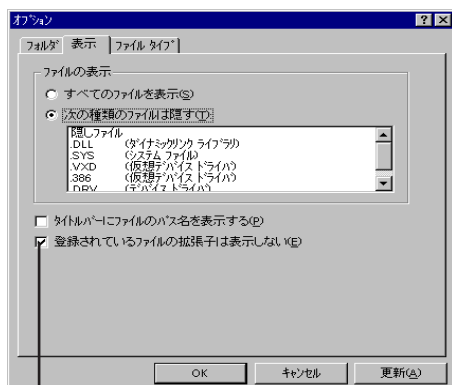 オプション
フォルダ 表示 ファイル タイプ
ファイルの表示
すべてのファイルを表示(S)
次の種類のファイルは隠す(T):
隠しファイル
.DLL (ダイナミックリンク ライブラリ)
.SYS (システム ファイル)
.VXD (仮想デバイス ドライバ)
.386 (仮想デバイス ドライバ)
.DRV (デバイス ドライバ)
タイトルバーにファイルのパス名を表示する(P)
登録されているファイルの拡張子は表示しない(E)
OK キャンセル 更新(A)